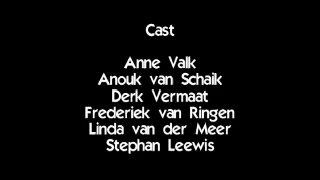 Cast
Anne Valk
Anouk van Schaik
Derk Vermaat
Frederiek van Ringen
Linda van der Meer
Stephan Leewis